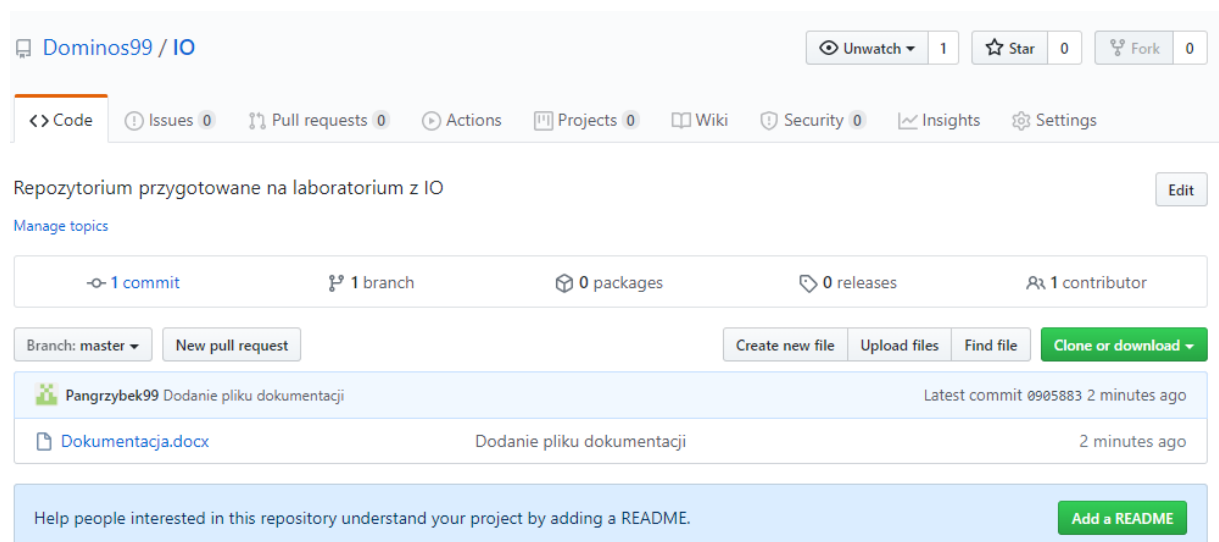 Dominos99 / IO
Unwatch 1 Star 0 Fork 0
Code Issues 0 Pull requests 0 Actions Projects 0 Wiki Security 0 Insights Settings
Repozytorium przygotowane na laboratorium z IO
Edit
Manage topics
1 commit 1 branch 0 packages 0 releases 1 contributor
Branch: master New pull request Create new file Upload files Find file Clone or download
Pangrzybek99 Dodanie pliku dokumentacji Latest commit 0905883 2 minutes ago
Dokumentacja.docx Dodanie pliku dokumentacji 2 minutes ago
Help people interested in this repository understand your project by adding a README. Add a README